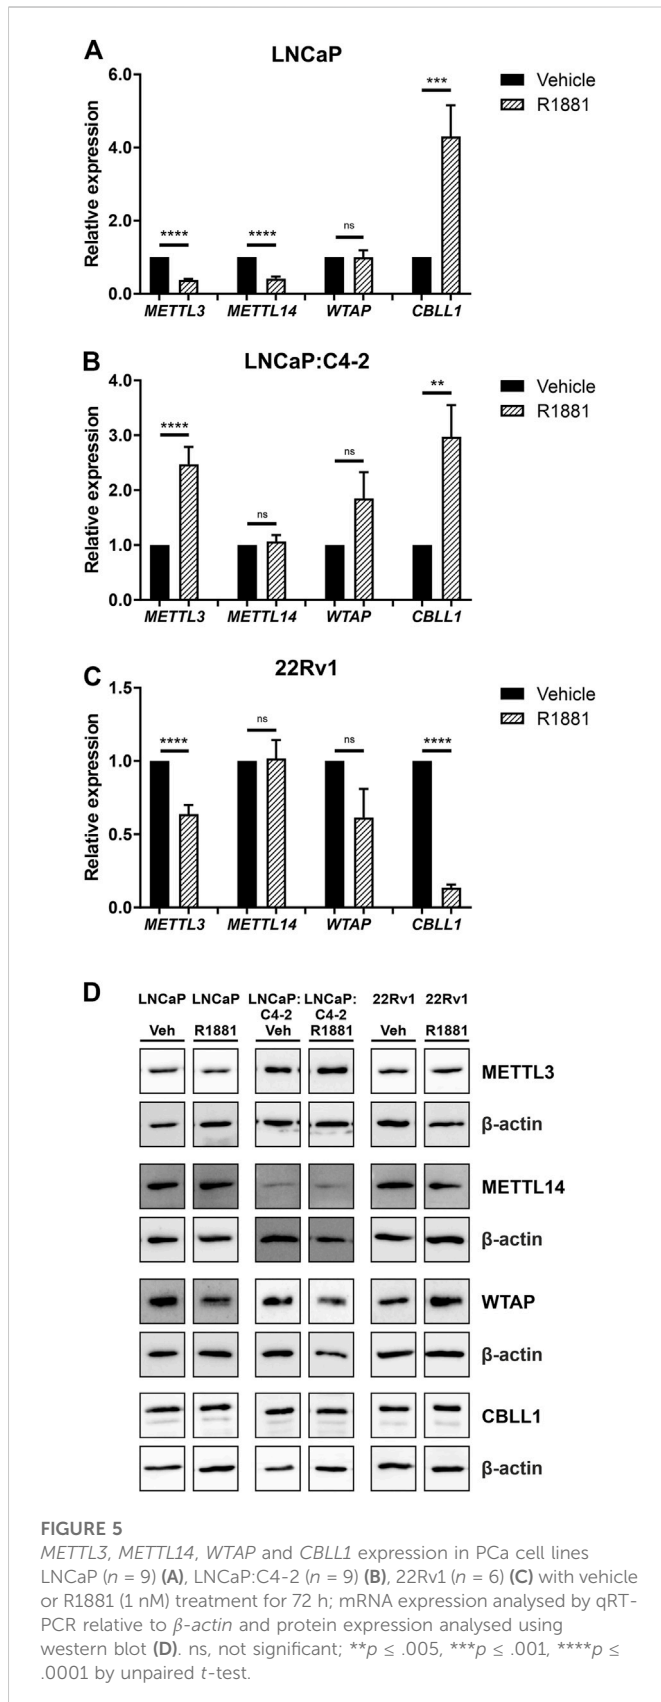 A
LNCaP
Relative expression
6.0
4.0
2.0
1.0
0.0
****
****
ns
***
METTL3 METTL14 WTAP CBLL1
Vehicle
R1881
B
LNCaP:C4-2
Relative expression
4.0
3.0
2.0
1.0
0.0
****
ns
ns
**
METTL3 METTL14 WTAP CBLL1
Vehicle
R1881
C
22Rv1
Relative expression
1.5
1.0
0.5
0.0
****
ns
ns
****
METTL3 METTL14 WTAP CBLL1
Vehicle
R1881
D
LNCaP LNCaP LNCaP: LNCaP: 22Rv1 22Rv1
C4-2 C4-2
Veh R1881 Veh R1881 Veh R1881
METTL3
β-actin
METTL14
β-actin
WTAP
β-actin
CBLL1
β-actin
FIGURE 5
METTL3, METTL14, WTAP and CBLL1 expression in PCa cell lines
LNCaP (n = 9) (A), LNCaP:C4-2 (n = 9) (B), 22Rv1 (n = 6) (C) with vehicle
or R1881 (1 nM) treatment for 72 h; mRNA expression analysed by qRT-
PCR relative to β-actin and protein expression analysed using
western blot (D). ns, not significant; **p ≤ .005, ***p ≤ .001, ****p ≤
.0001 by unpaired t-test.